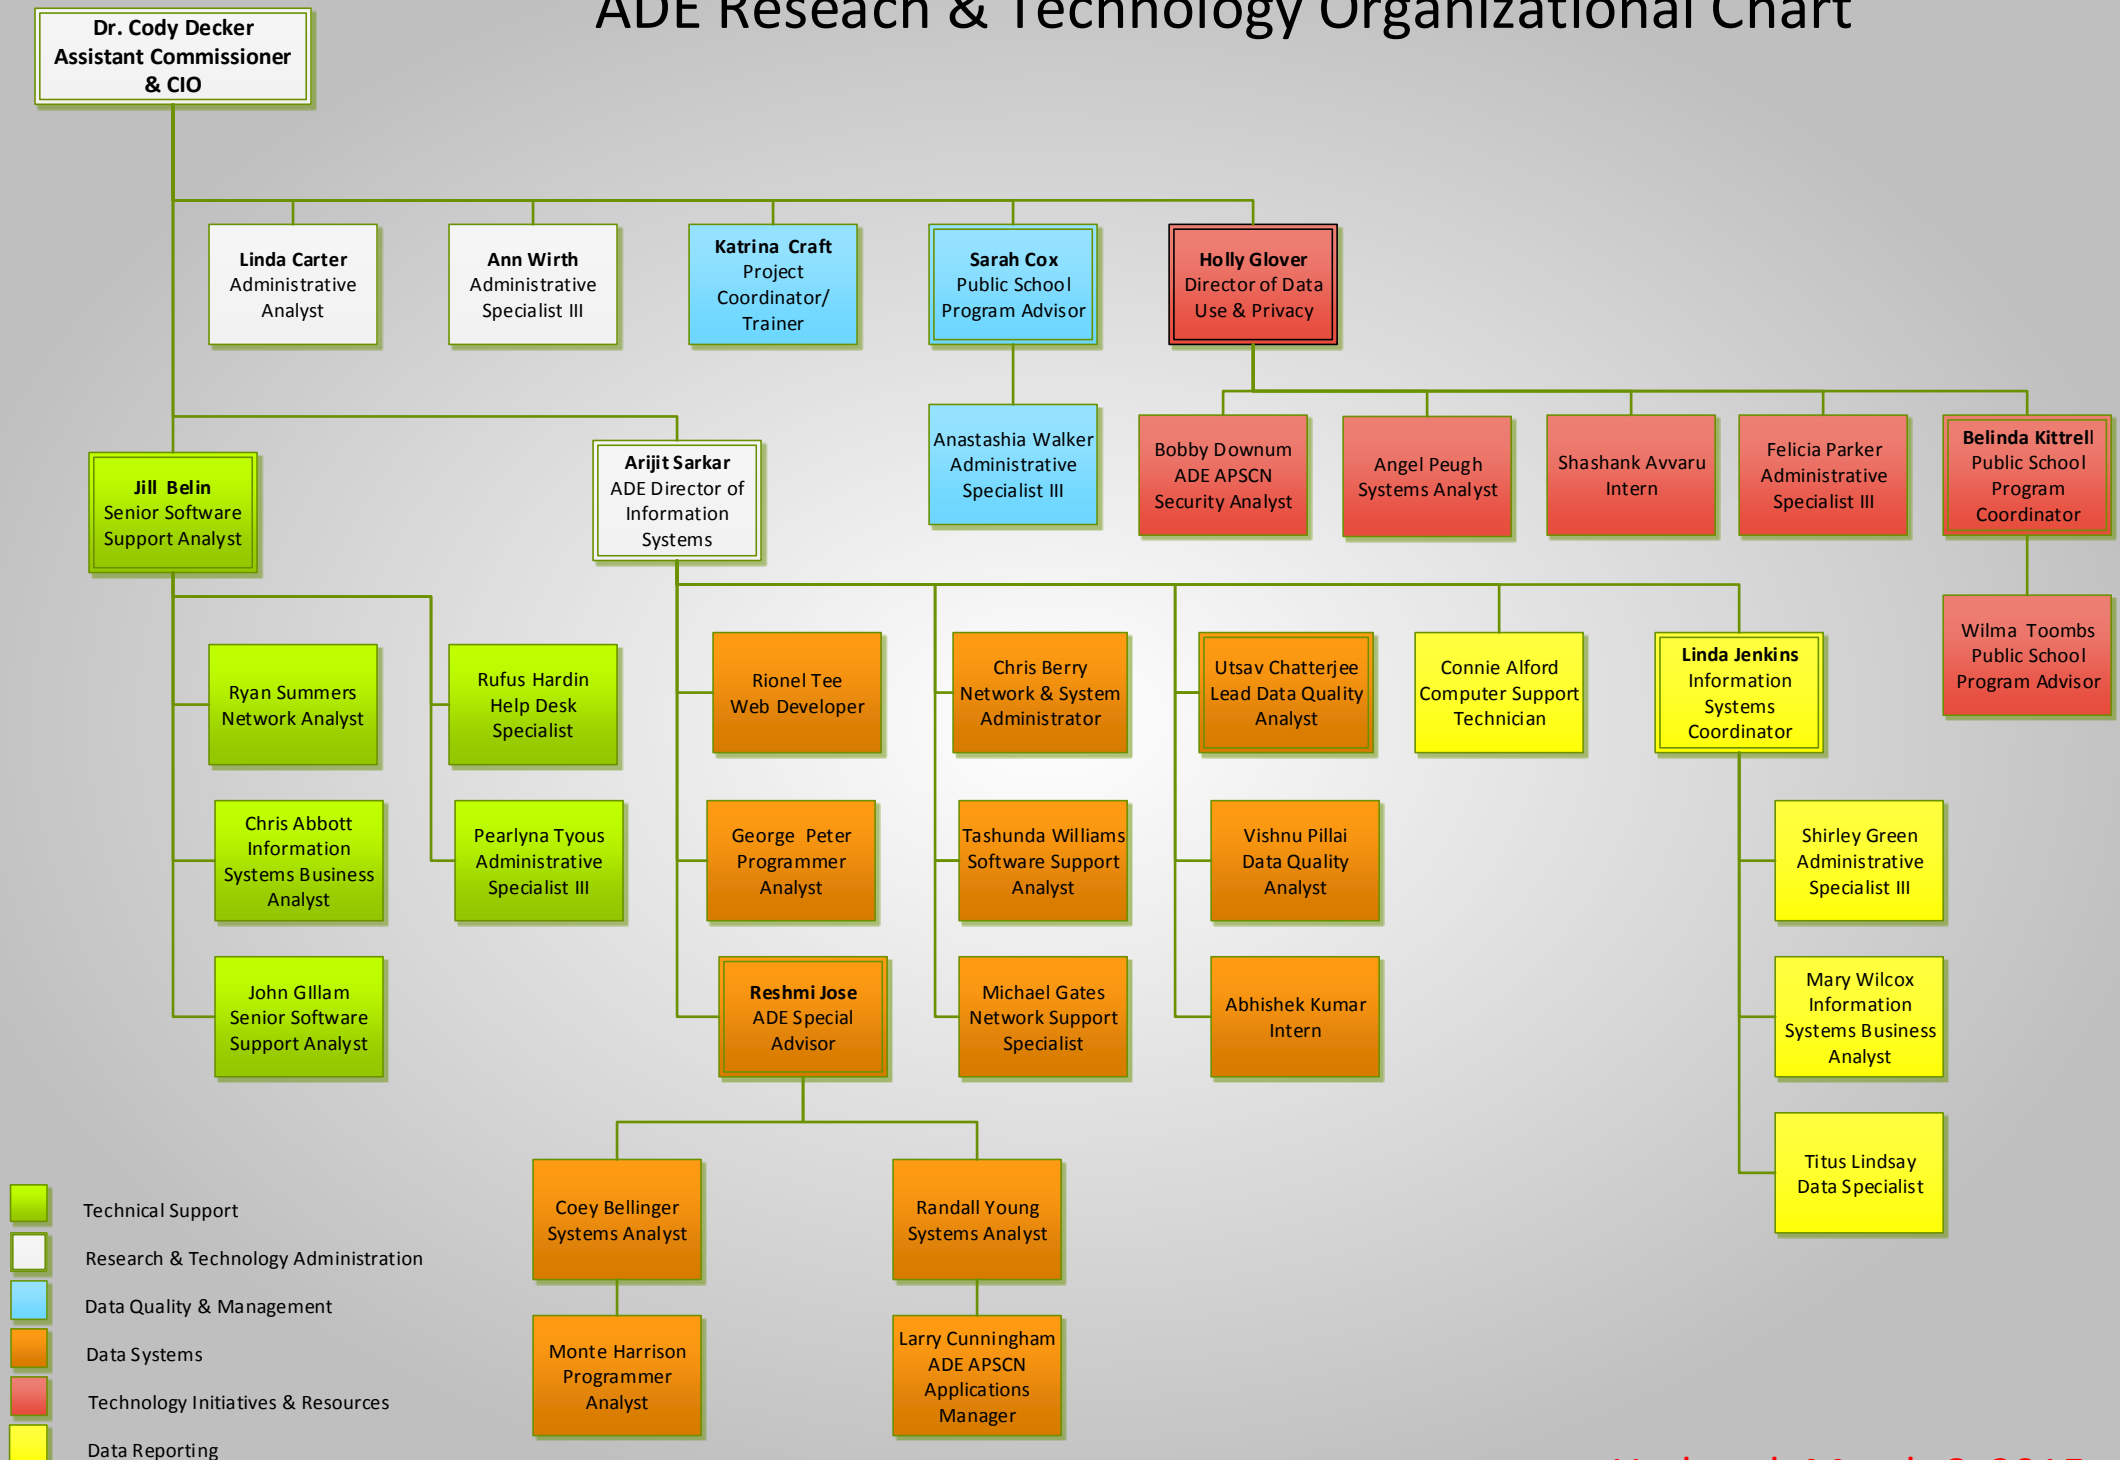 ADE Reseach & Technology Organizational Chart
Dr. Cody Decker
Assistant Commissioner
& CIO
Linda Carter
Administrative
Analyst
Ann Wirth
Administrative
Specialist III
Katrina Craft
Project
Coordinator/
Trainer
Sarah Cox
Public School
Program Advisor
Holly Glover
Director of Data
Use & Privacy
Anastashia Walker
Administrative
Specialist III
Bobby Downum
ADE APSCN
Security Analyst
Angel Peugh
Systems Analyst
Shashank Avvaru
Intern
Felicia Parker
Administrative
Specialist III
Belinda Kittrell
Public School
Program
Coordinator
Wilma Toombs
Public School
Program Advisor
Jill Belin
Senior Software
Support Analyst
Arijit Sarkar
ADE Director of
Information
Systems
Ryan Summers
Network Analyst
Rufus Hardin
Help Desk
Specialist
Rionel Tee
Web Developer
Chris Berry
Network & System
Administrator
Utsav Chatterjee
Lead Data Quality
Analyst
Connie Alford
Computer Support
Technician
Linda Jenkins
Information
Systems
Coordinator
Chris Abbott
Information
Systems Business
Analyst
Pearlyna Tyous
Administrative
Specialist III
George Peter
Programmer
Analyst
Tashunda Williams
Software Support
Analyst
Vishnu Pillai
Data Quality
Analyst
Shirley Green
Administrative
Specialist III
John GIllam
Senior Software
Support Analyst
Reshmi Jose
ADE Special
Advisor
Michael Gates
Network Support
Specialist
Abhishek Kumar
Intern
Mary Wilcox
Information
Systems Business
Analyst
Titus Lindsay
Data Specialist
Coey Bellinger
Systems Analyst
Randall Young
Systems Analyst
Monte Harrison
Programmer
Analyst
Larry Cunningham
ADE APSCN
Applications
Manager
Technical Support
Research & Technology Administration
Data Quality & Management
Data Systems
Technology Initiatives & Resources
Data Reporting